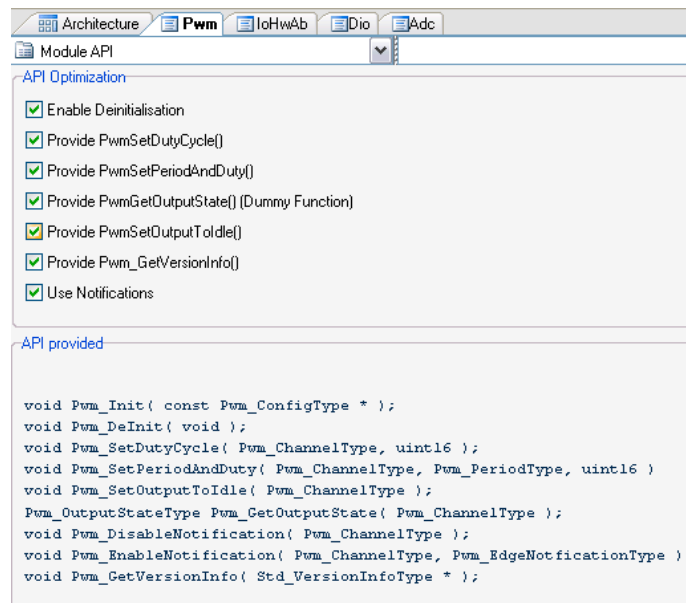 Architecture Pwm IoHwAb Dio Adc
Module API
API Optimization
Enable Deinitialisation
Provide PwmSetDutyCycle()
Provide PwmSetPeriodAndDuty()
Provide PwmGetOutputState() (Dummy Function)
Provide PwmSetOutputToIdle()
Provide Pwm_GetVersionInfo()
Use Notifications
API provided
void Pwm_Init( const Pwm_ConfigType * );
void Pwm_DeInit( void );
void Pwm_SetDutyCycle( Pwm_ChannelType, uint16 );
void Pwm_SetPeriodAndDuty( Pwm_ChannelType, Pwm_PeriodType, uint16 )
void Pwm_SetOutputToIdle( Pwm_ChannelType );
Pwm_OutputStateType Pwm_GetOutputState( Pwm_ChannelType );
void Pwm_DisableNotification( Pwm_ChannelType );
void Pwm_EnableNotification( Pwm_ChannelType, Pwm_EdgeNotficationType )
void Pwm_GetVersionInfo( Std_VersionInfoType * );